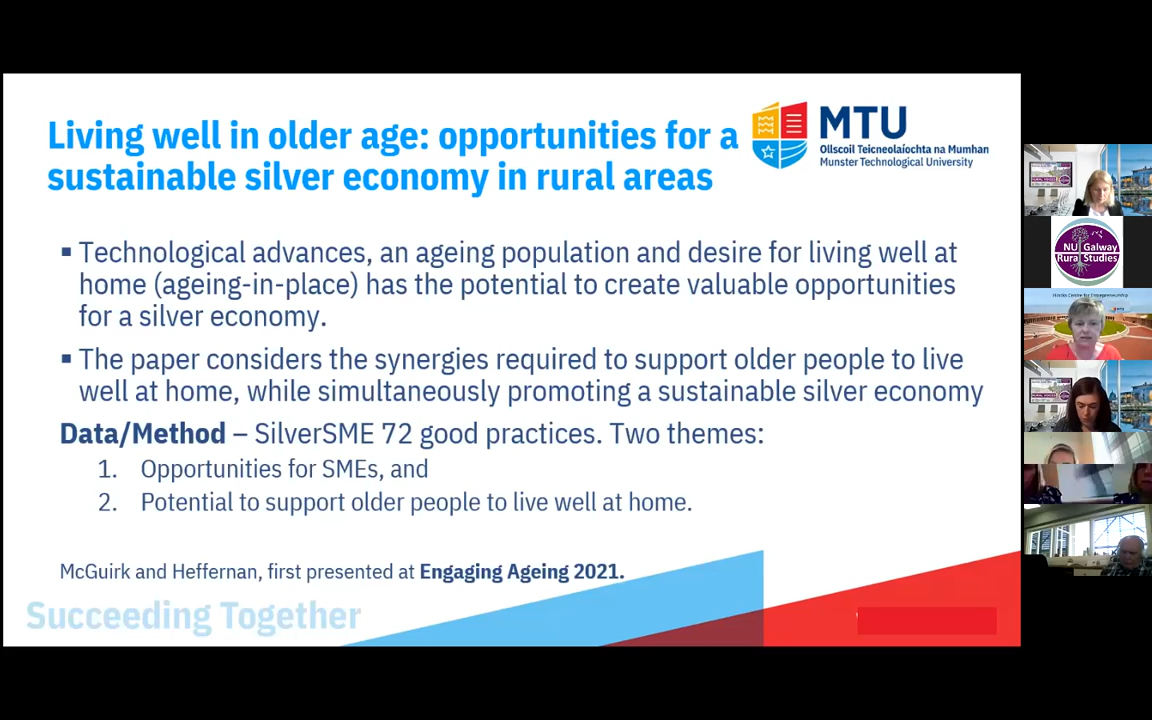 Living well in older age: opportunities for a
sustainable silver economy in rural areas
MTU
Ollscoil Teicneolaíochta na Mumhan
Munster Technological University
▪ Technological advances, an ageing population and desire for living well at
home (ageing-in-place) has the potential to create valuable opportunities
for a silver economy.
▪ The paper considers the synergies required to support older people to live
well at home, while simultaneously promoting a sustainable silver economy
Data/Method – SilverSME 72 good practices. Two themes:
1. Opportunities for SMEs, and
2. Potential to support older people to live well at home.
McGuirk and Heffernan, first presented at Engaging Ageing 2021.
Succeeding Together
NU Galway
Rural Studies
Hincks Centre for Entrepreneurship